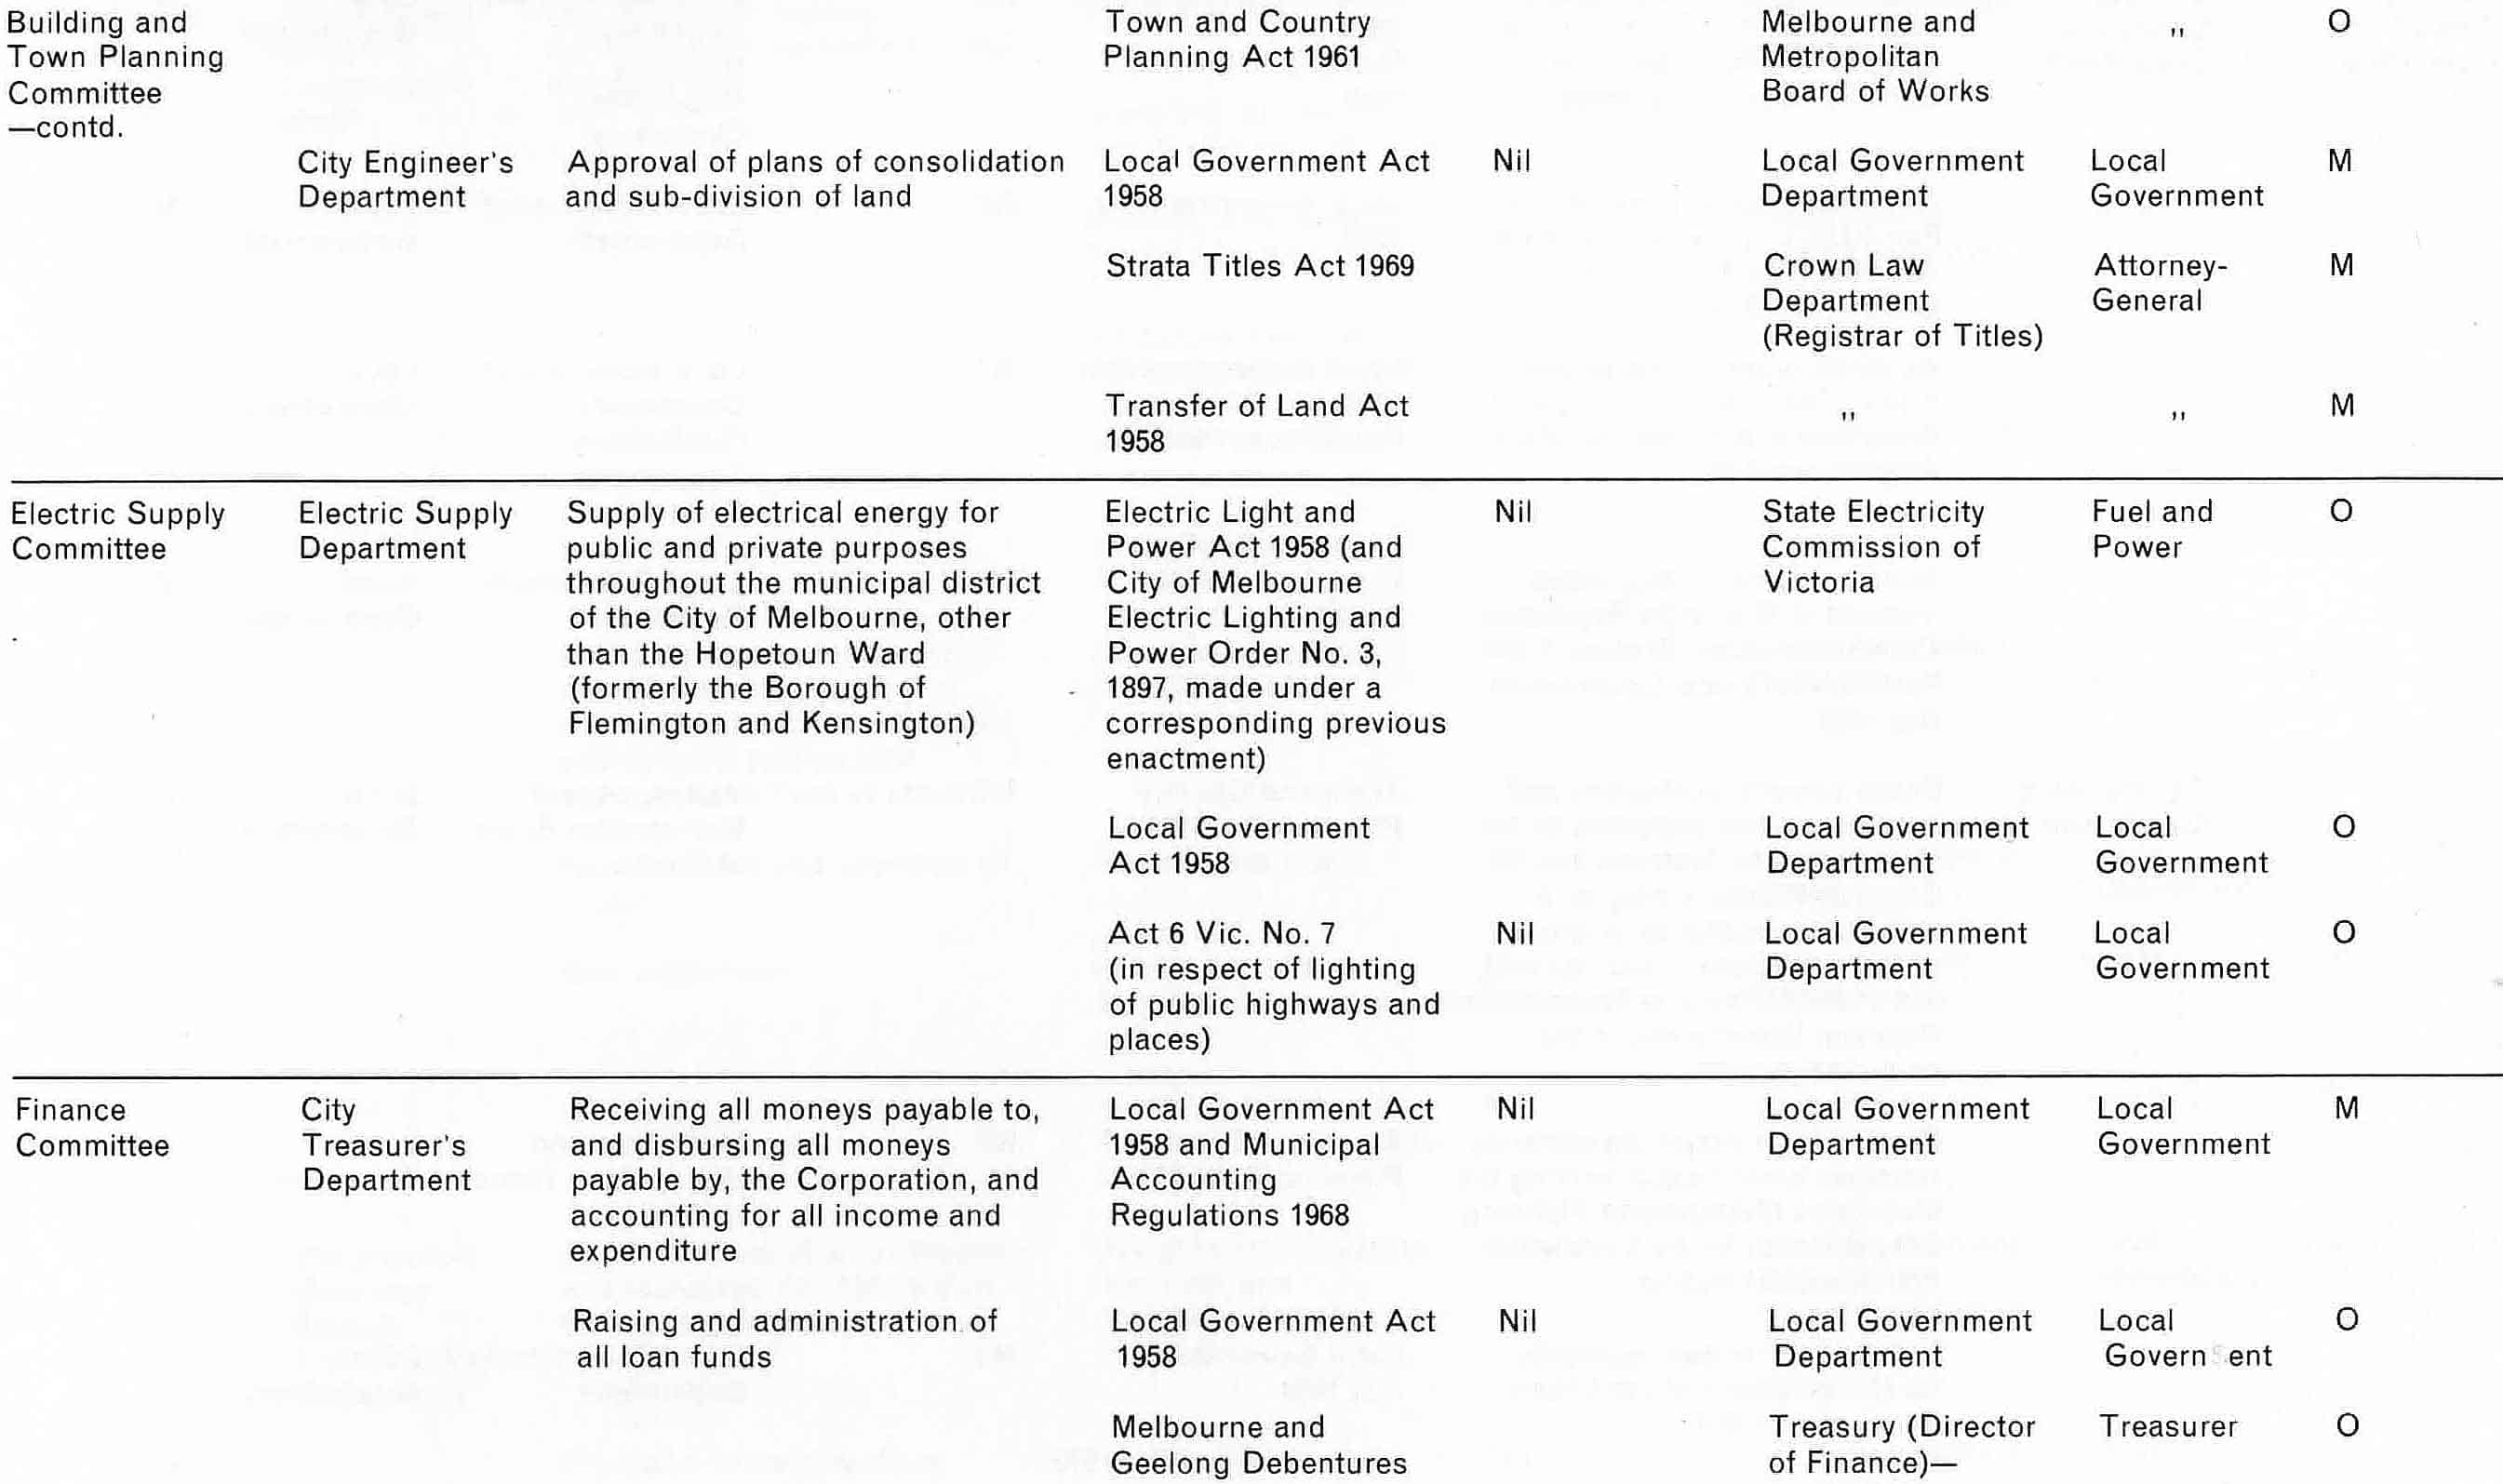 Building and
Town Planning
Committee
—contd.
Town and Country
Planning Act 1961
Melbourne and
Metropolitan
Board of Works
,,
O
City Engineer's
Department
Approval of plans of consolidation
and sub-division of land
Local Government Act
1958
Nil
Local Government
Department
Local
Government
M
Strata Titles Act 1969
Crown Law
Department
(Registrar of Titles)
Attorney-
General
M
Transfer of Land Act
1958
,,
,,
M
Electric Supply
Committee
Electric Supply
Department
Supply of electrical energy for
public and private purposes
throughout the municipal district
of the City of Melbourne, other
than the Hopetoun Ward
(formerly the Borough of
Flemington and Kensington)
Electric Light and
Power Act 1958 (and
City of Melbourne
Electric Lighting and
Power Order No. 3,
1897, made under a
corresponding previous
enactment)
Nil
State Electricity
Commission of
Victoria
Fuel and
Power
O
Local Government
Act 1958
Local Government
Department
Local
Government
O
Act 6 Vic. No. 7
(in respect of lighting
of public highways and
places)
Nil
Local Government
Department
Local
Government
O
Finance
Committee
City
Treasurer's
Department
Receiving all moneys payable to,
and disbursing all moneys
payable by, the Corporation, and
accounting for all income and
expenditure
Local Government Act
1958 and Municipal
Accounting
Regulations 1968
Nil
Local Government
Department
Local
Government
M
Raising and administration of
all loan funds
Local Government Act
1958
Nil
Local Government
Department
Local
Government
O
Melbourne and
Geelong Debentures
Treasury (Director
of Finance)—
Treasurer
O